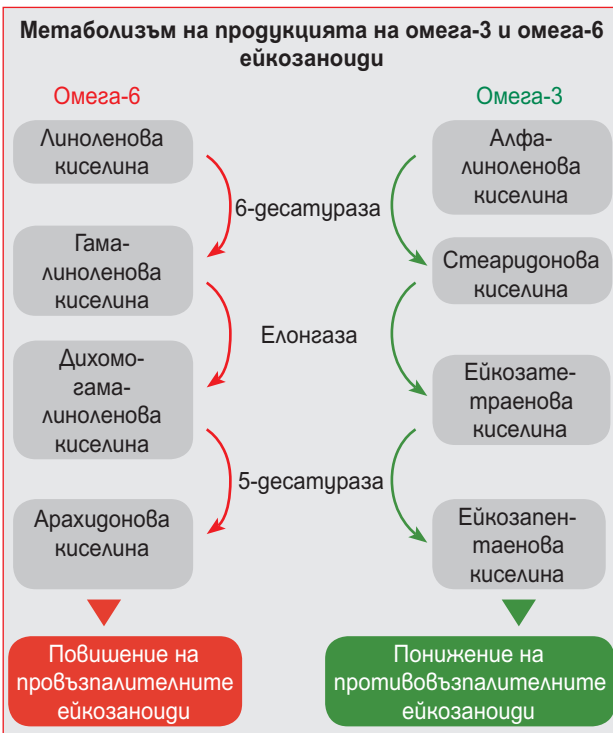 Метаболизъм на продукцията на омега-3 и омега-6
ейкозаноиди
Омега-6
Линоленова
киселина
Гама-
линоленова
киселина
Дихомо-
гама-
линоленова
киселина
Арахидонова
киселина
Повишение на
провъзпалителните
ейкозаноиди
6-десатураза
Елонгаза
5-десатураза
Омега-3
Алфа-
линоленова
киселина
Стеаридонова
киселина
Ейкозате-
траенова
киселина
Ейкозапен-
таенова
киселина
Понижение на
противовъзпалителните
ейкозаноиди